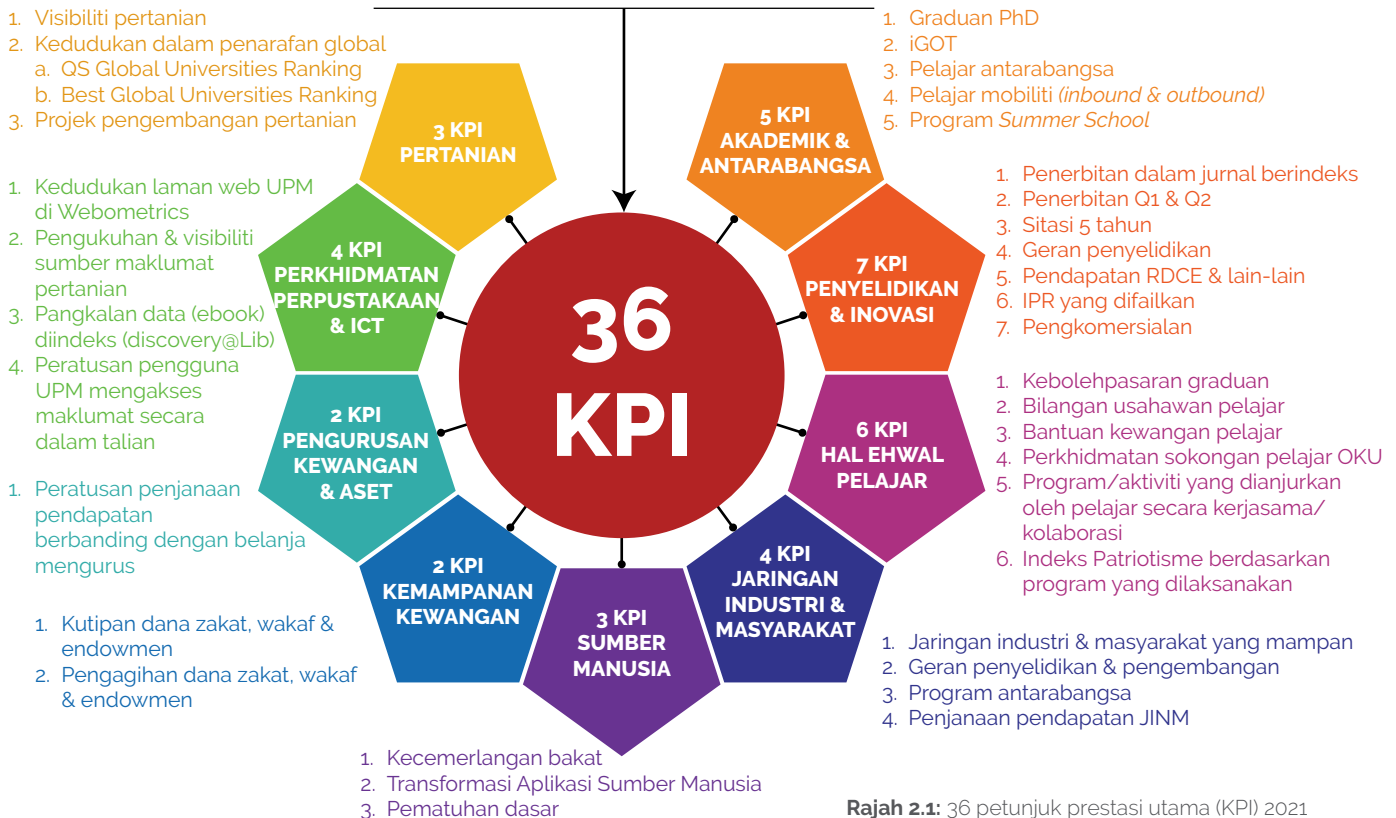 1. Visibiliti pertanian
2. Kedudukan dalam penarafan global
a. QS Global Universities Ranking
b. Best Global Universities Ranking
3. Projek pengembangan pertanian
3 KPI
PERTANIAN
5 KPI
AKADEMIK &
ANTARABANGSA
1. Graduan PhD
2. iGOT
3. Pelajar antarabangsa
4. Pelajar mobiliti (inbound & outbound)
5. Program Summer School
1. Kedudukan laman web UPM
di Webometrics
2. Pengukuhan & visibiliti
sumber maklumat
pertanian
3. Pangkalan data (ebook)
diindeks (discovery@Lib)
4. Peratusan pengguna
UPM mengakses
maklumat secara
dalam talian
4 KPI
PERKHIDMATAN
PERPUSTAKAAN
& ICT
36
KPI
7 KPI
PENYELIDIKAN
& INOVASI
1. Penerbitan dalam jurnal berindeks
2. Penerbitan Q1 & Q2
3. Sitasi 5 tahun
4. Geran penyelidikan
5. Pendapatan RDCE & lain-lain
6. IPR yang difailkan
7. Pengkomersialan
1. Peratusan penjanaan
pendapatan
berbanding dengan belanja
mengurus
2 KPI
PENGURUSAN
KEWANGAN
& ASET
6 KPI
HAL EHWAL
PELAJAR
1. Kebolehpasaran graduan
2. Bilangan usahawan pelajar
3. Bantuan kewangan pelajar
4. Perkhidmatan sokongan pelajar OKU
5. Program/aktiviti yang dianjurkan
oleh pelajar secara kerjasama/
kolaborasi
6. Indeks Patriotisme berdasarkan
program yang dilaksanakan
1. Kutipan dana zakat, wakaf &
endowmen
2. Pengagihan dana zakat, wakaf
& endowmen
2 KPI
KEMAMPANAN
KEWANGAN
3 KPI
SUMBER
MANUSIA
4 KPI
JARINGAN
INDUSTRI &
MASYARAKAT
1. Jaringan industri & masyarakat yang mampan
2. Geran penyelidikan & pengembangan
3. Program antarabangsa
4. Penjanaan pendapatan JINM
1. Kecemerlangan bakat
2. Transformasi Aplikasi Sumber Manusia
3. Pematuhan dasar
Rajah 2.1: 36 petunjuk prestasi utama (KPI) 2021